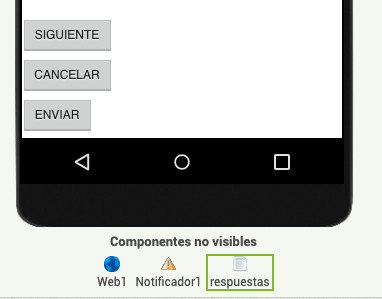 SIGUIENTE
CANCELAR
ENVIAR
Componentes no visibles
Web1 Notificador1 respuestas